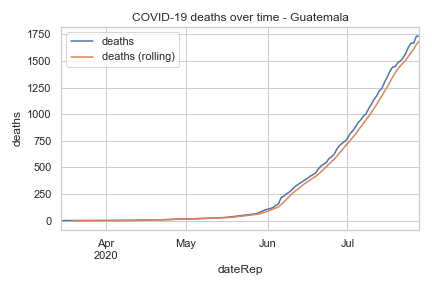 COVID-19 deaths over time - Guatemala
deaths
deaths (rolling)
1750
1500
1250
1000
750
500
250
0
deaths
Apr
2020
May
Jun
Jul
dateRep